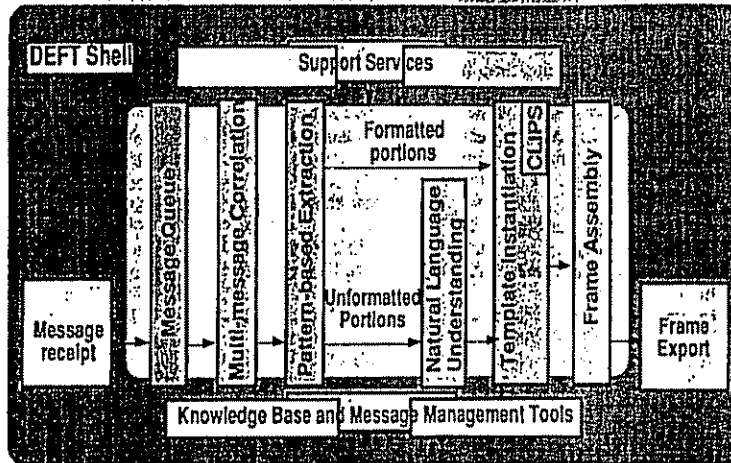 DEFT Shell
Support Services
Message receipt
Message Queue
Multi-message Corrolation
Pattern-based Extraction
Formatted
portions
Unformatted
Portions
Natural Language
Understanding
Template Instantiation
CLIPS
Frame Assembly
Frame
Export
Knowledge Base and Message Management Tools